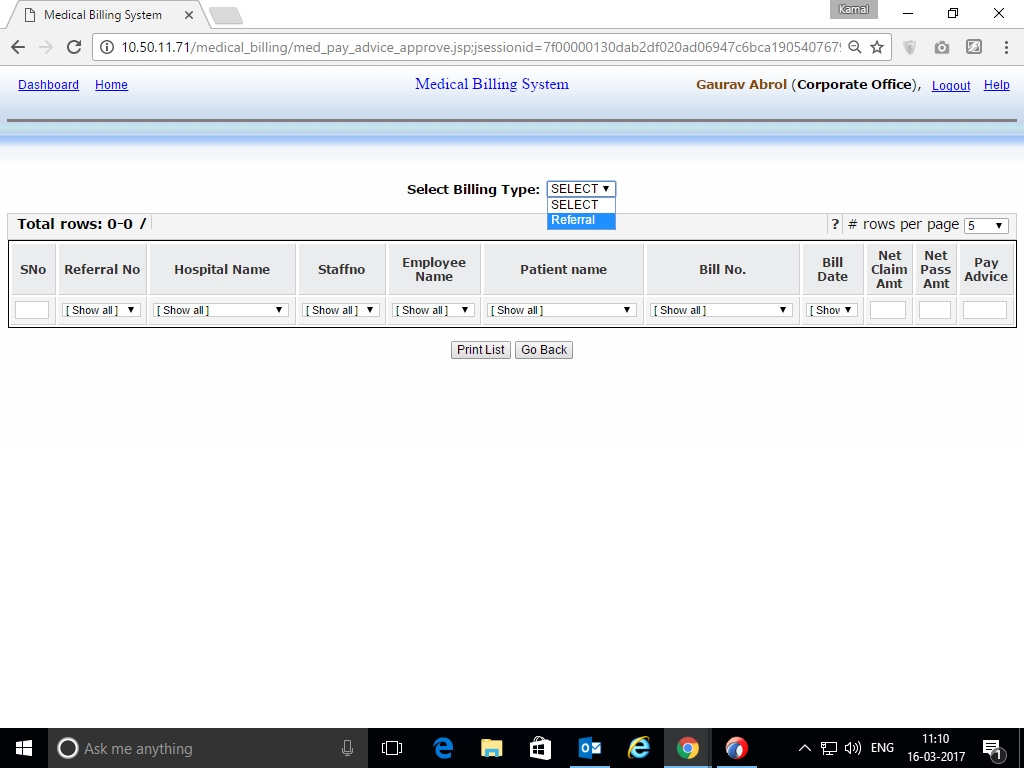 Medical Billing System
Kamal
10.50.11.71/medical_billing/med_pay_advice_approve.jsp;jsessionid=7f00000130dab2df020ad06947c6bca1905407679
Dashboard Home Medical Billing System Gaurav Abrol (Corporate Office), Logout Help
Select Billing Type: SELECT
SELECT
Referral
Total rows: 0-0 / ? # rows per page 5
SNo Referral No Hospital Name Staffno Employee Name Patient name Bill No. Bill Date Net Claim Amt Net Pass Amt Pay Advice
[ Show all ] [ Show all ] [ Show all ] [ Show all ] [ Show all ] [ Show all ] [ Shov
Print List Go Back
Ask me anything
ENG
11:10
16-03-2017
1